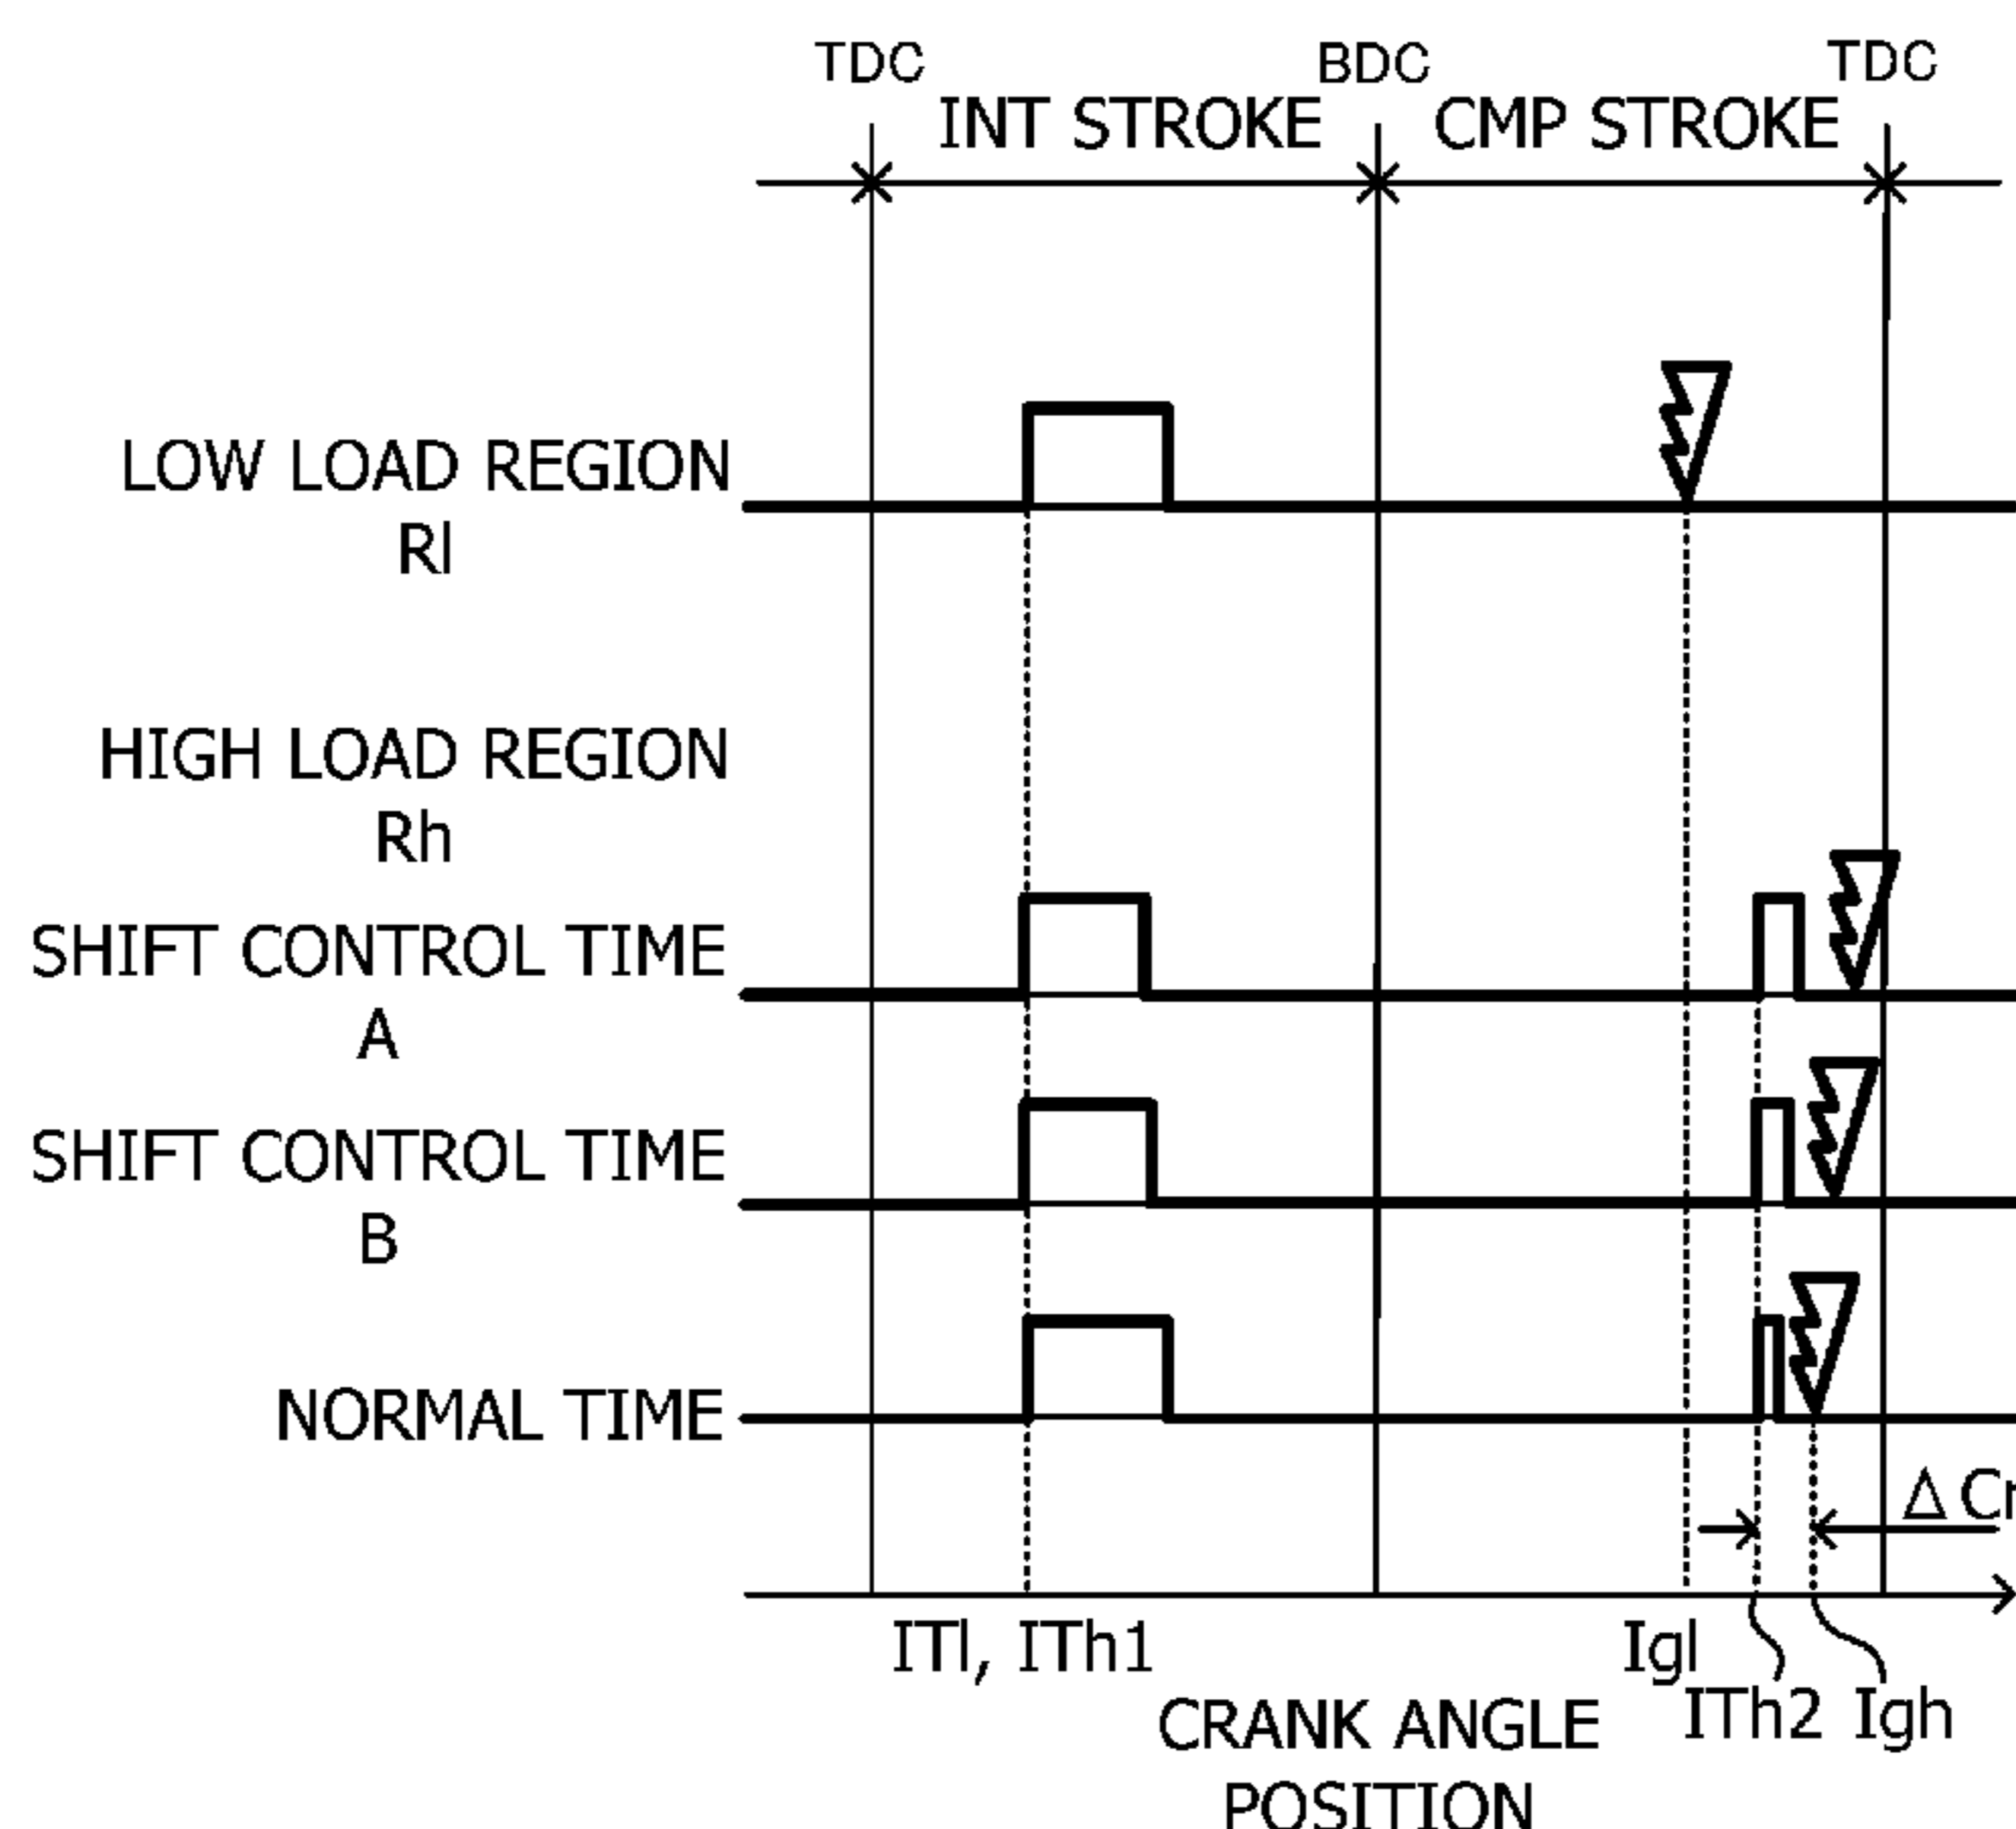 TDC BDC TDC
INT STROKE CMP STROKE
LOW LOAD REGION
Rl
HIGH LOAD REGION
Rh
SHIFT CONTROL TIME
A
SHIFT CONTROL TIME
B
NORMAL TIME
ΔCr
ITl, ITh1 Igl
ITh2 Igh
CRANK ANGLE
POSITION